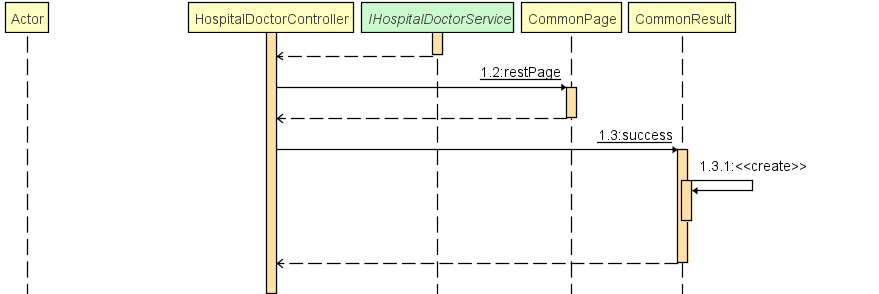 Actor
HospitalDoctorController
IHospitalDoctorService
CommonPage
CommonResult
1.2:restPage
1.3:success
1.3.1:<<create>>